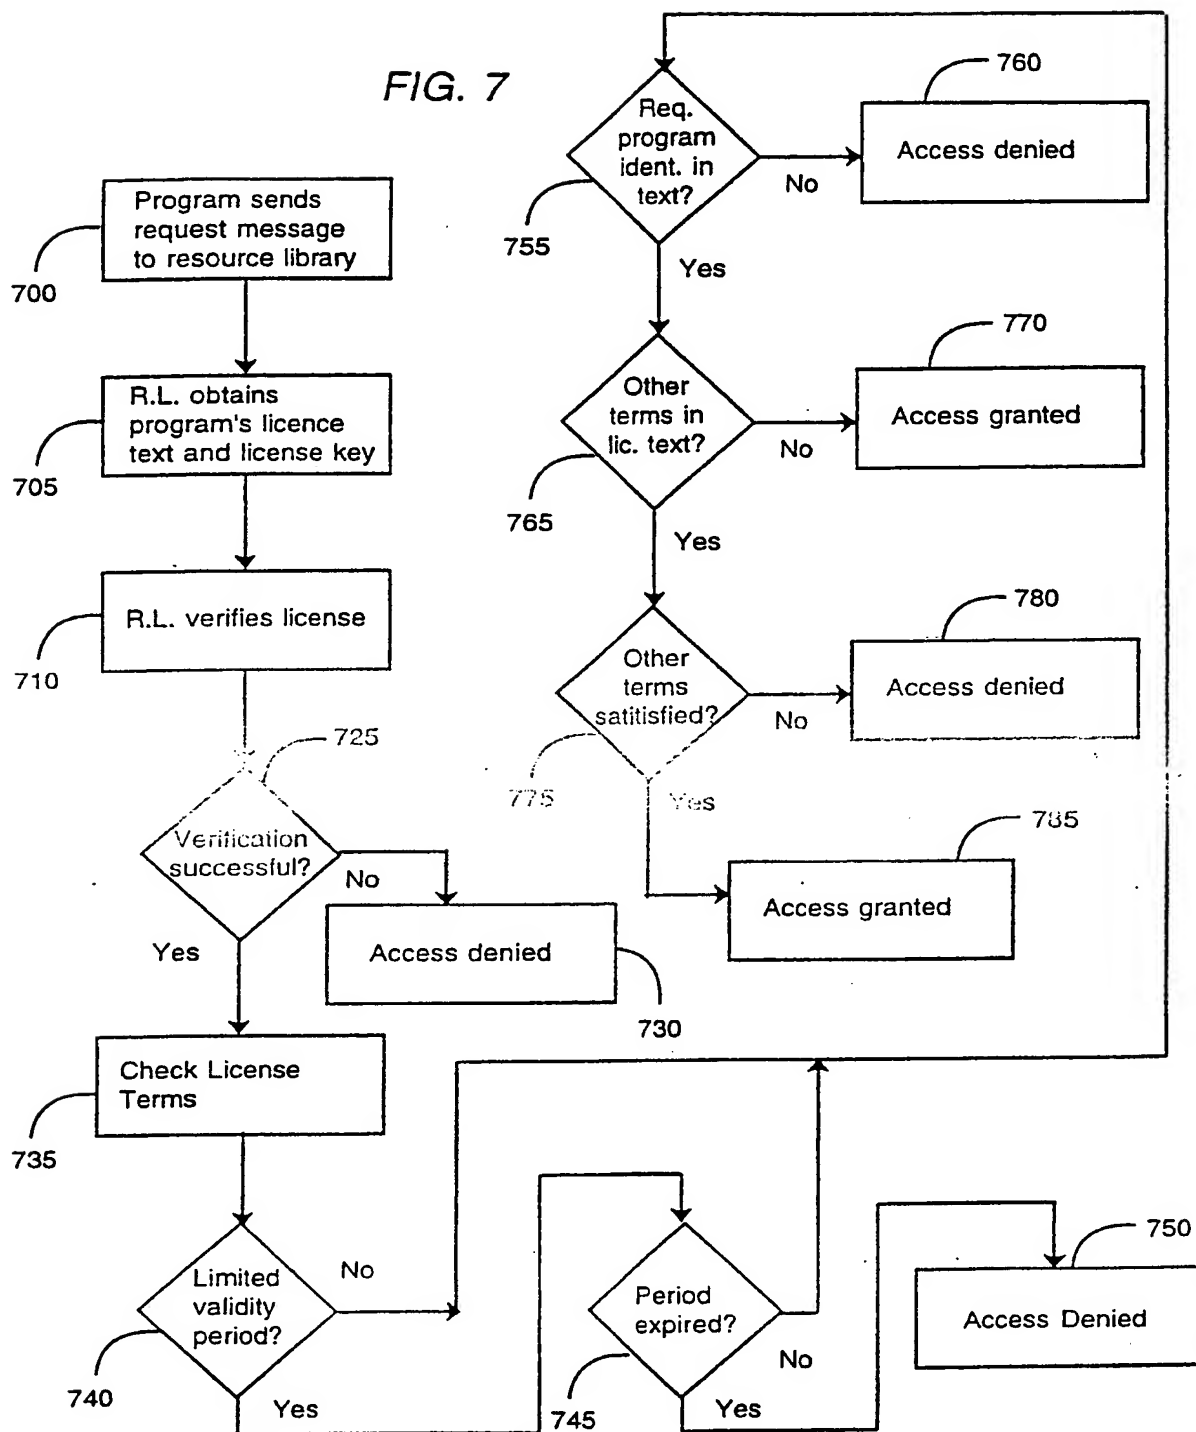 FIG. 7
Program sends
request message
to resource library
700
R.L. obtains
program's licence
text and license key
705
R.L. verifies license
710
725
Verification
successful?
No
Yes
Access denied
730
Check License
Terms
735
Limited
validity
period?
No
740
Yes
Period
expired?
No
745
Yes
750
Access Denied
Req.
program
ident. in
text?
No
755
Yes
760
Access denied
Other
terms in
lic. text?
No
765
Yes
770
Access granted
Other
terms
satitisfied?
No
775
Yes
780
Access denied
785
Access granted